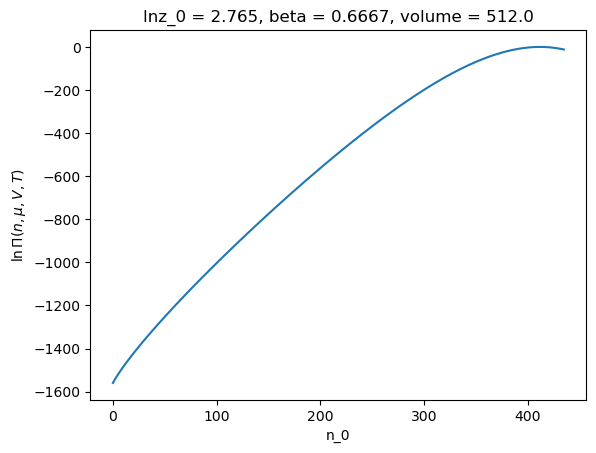 lnz_0 = 2.765, beta = 0.6667, volume = 512.0
0
−200
−400
−600
−800
−1000
−1200
−1400
−1600
ln Π(n, μ, V, T)
0 100 200 300 400
n_0